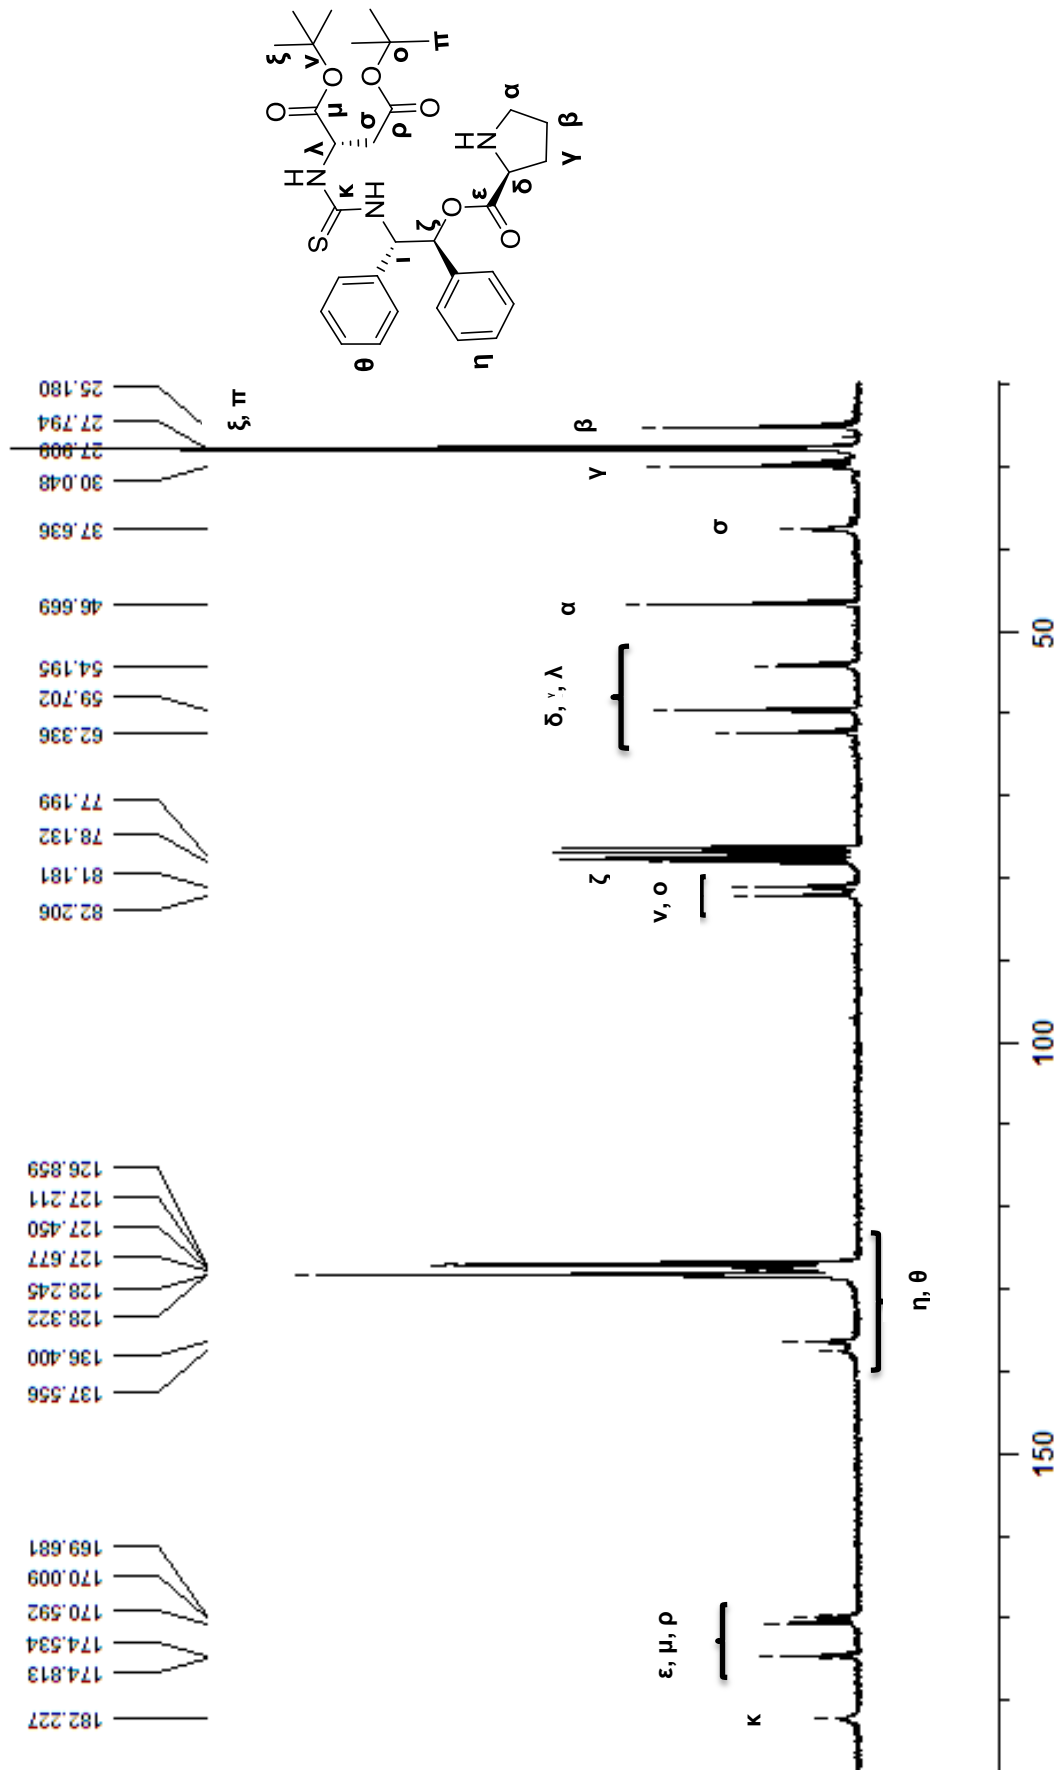 ξ
ν
O
O
μ
O
π
ο
O
σ
ρ
O
λ
H
N
κ
S
N
H
H
N
α
β
γ
δ
ε
O
O
ζ
ι
θ
η
25.180
27.794
27.909
30.048
37.636
46.669
54.195
59.702
62.336
77.199
78.132
81.181
82.206
126.859
127.211
127.450
127.677
128.245
128.322
136.400
137.556
169.681
170.009
170.592
174.534
174.813
182.227
ξ, π
β
γ
σ
α
δ, γ, λ
ζ
ν, ο
η, θ
ε, μ, ρ
κ
50
100
150